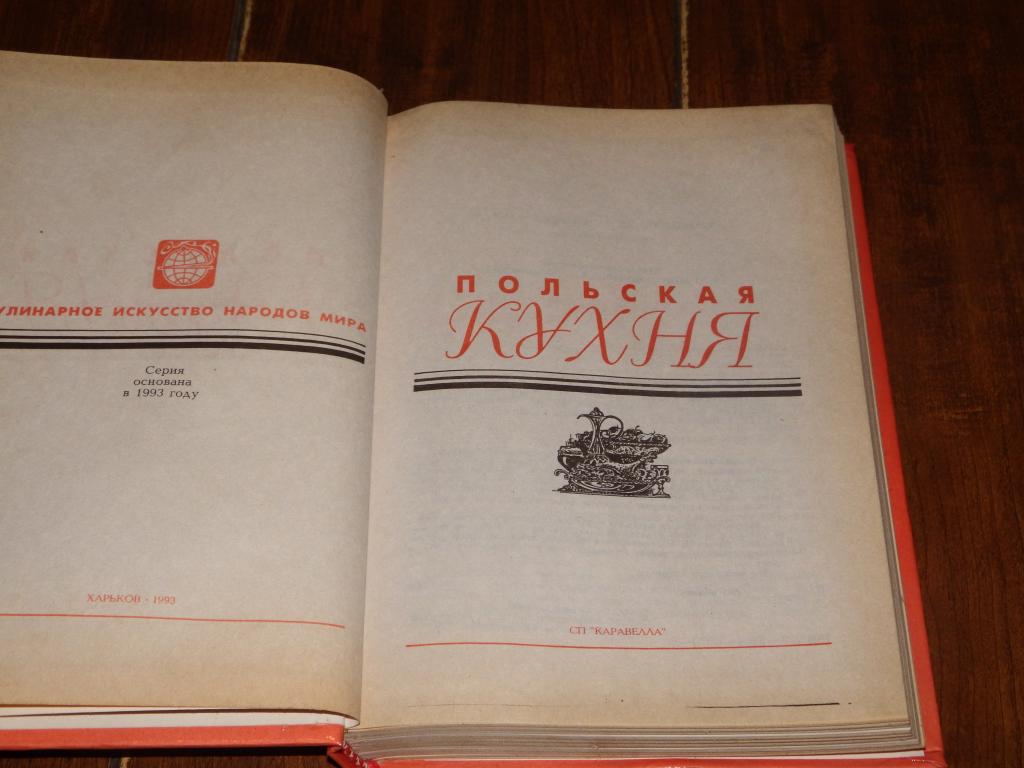 УЛИНАРНОЕ ИСКУССТВО НАРОДОВ МИРА
Серия
основана
в 1993 году
ХАРЬКОВ - 1993
ПОЛЬСКАЯ
КУХНЯ
СП "КАРАВЕЛЛА"